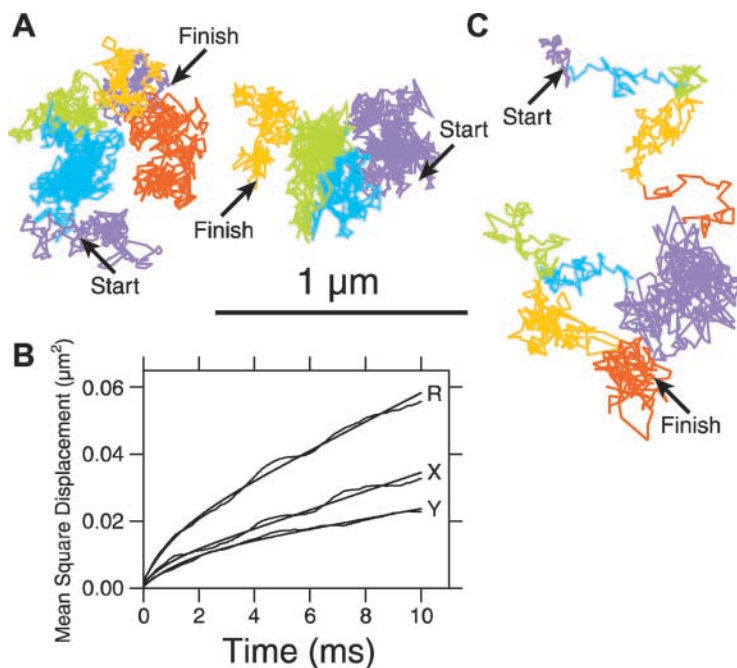 A
Finish
Start
Start
Finish
1 μm
C
Start
Finish
B
Mean Square Displacement (μm²)
0.06
0.04
0.02
0.00
R
X
Y
0 2 4 6 8 10
Time (ms)